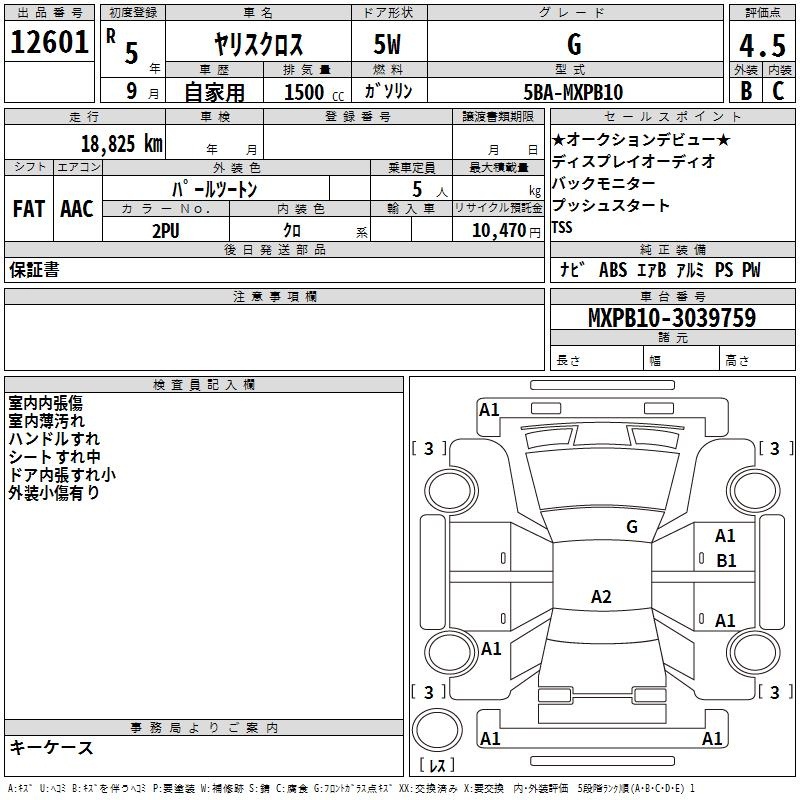 出品番号 初度登録 車名 ドア形状 グレード 評価点
12601 R 5年 ヤリスクロス 5W G 4.5
車歴 排気量 燃料 型式 外装 内装
9月 自家用 1500 CC ガソリン 5BA-MXPB10 B C
走行 車検 登録番号 譲渡書類期限 セールスポイント
18,825 km 年 月 月 日
★オークションデビュー★
ディスプレイオーディオ
バックモニター
プッシュスタート
TSS
シフト エアコン 外装色 乗車定員 最大積載量
FAT AAC パールツートン 5人 kg
カラーNo. 内装色 輸入車 リサイクル預託金
2PU クロ 系 10,470円
後日発送部品 純正装備
保証書 ナビ ABS エアB アルミ PS PW
注意事項欄 車台番号
MXPB10-3039759
諸元
長さ 幅 高さ
検査員記入欄
室内内張傷
室内薄汚れ
ハンドルすれ
シートすれ中
ドア内張すれ小
外装小傷有り
事務局よりご案内
キーケース
A1
[ 3 ] [ 3 ]
G
A1
B1
A2
A1
A1
[ 3 ] [ 3 ]
A1 A1
[ レス ]
A:キズ U:ヘコミ B:キズを伴うヘコミ P:要塗装 W:補修跡 S:錆 C:腐食 G:フロントガラス点キズ XX:交換済み X:要交換 内・外装評価 5段階ランク順(A・B・C・D・E) 1